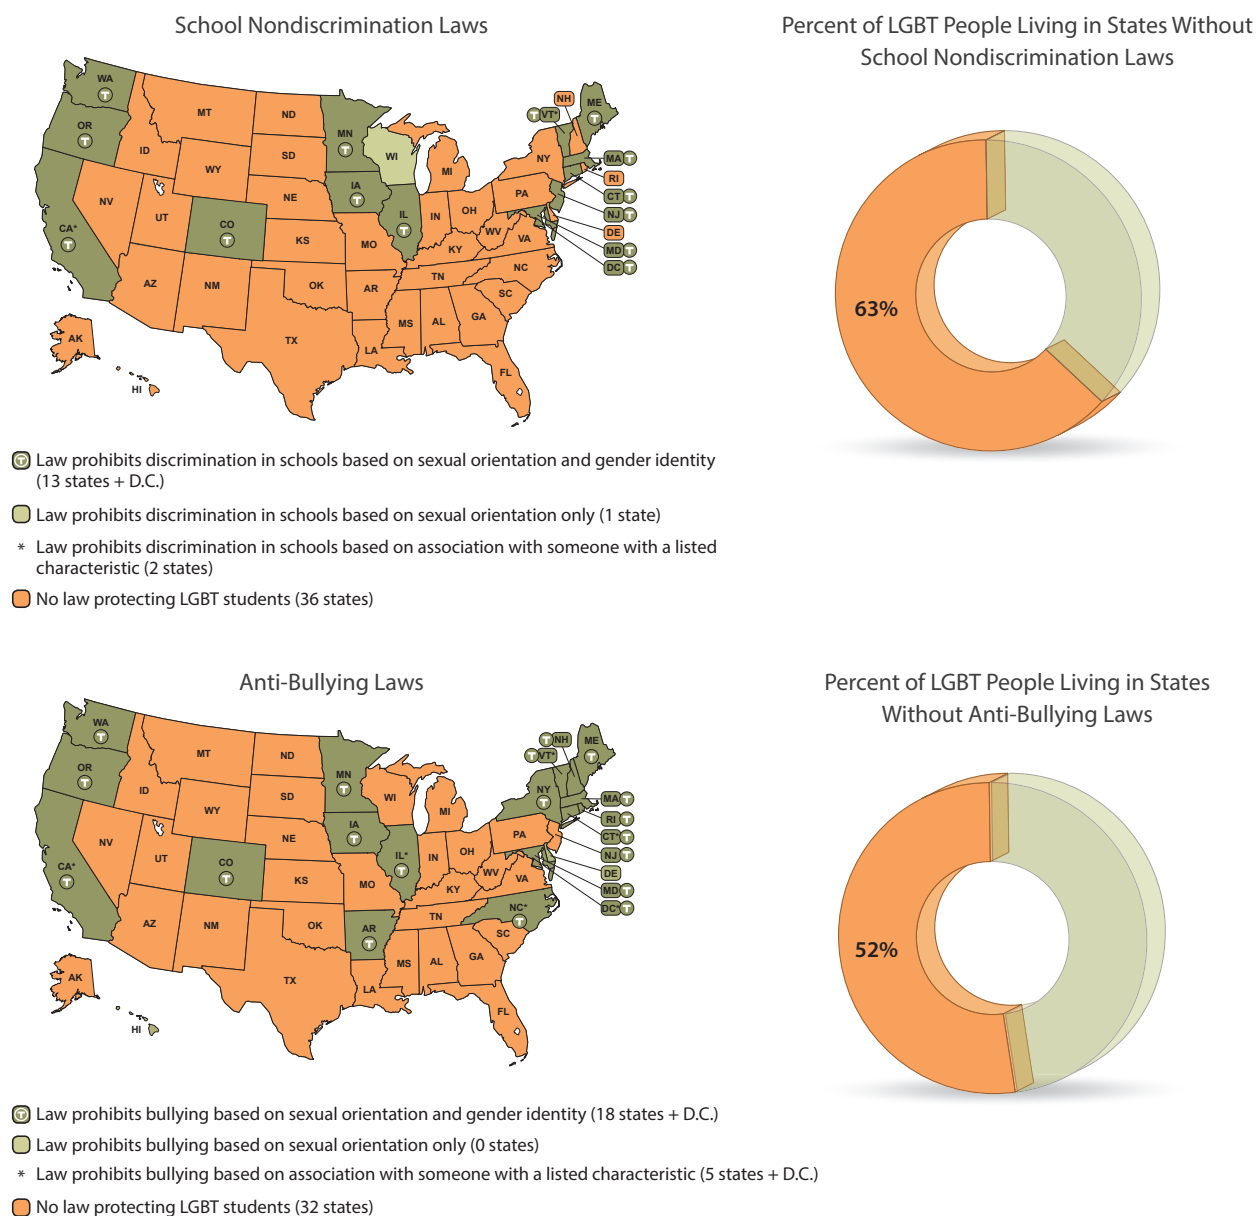 School Nondiscrimination Laws
WA
OR
CA*
NV
ID
MT
WY
UT
AZ
CO
NM
ND
SD
NE
KS
OK
TX
MN
IA
MO
AR
LA
WI
IL
MI
IN
OH
KY
TN
MS
AL
GA
FL
SC
NC
VA
WV
PA
NY
VT*
NH
ME
MA
RI
CT
NJ
DE
MD
DC
AK
HI
T Law prohibits discrimination in schools based on sexual orientation and gender identity
(13 states + D.C.)
Law prohibits discrimination in schools based on sexual orientation only (1 state)
* Law prohibits discrimination in schools based on association with someone with a listed
characteristic (2 states)
No law protecting LGBT students (36 states)
Percent of LGBT People Living in States Without
School Nondiscrimination Laws
63%
Anti-Bullying Laws
WA
OR
CA*
NV
ID
MT
WY
UT
AZ
CO
NM
ND
SD
NE
KS
OK
TX
MN
IA
MO
AR
LA
WI
IL*
MI
IN
OH
KY
TN
MS
AL
GA
FL
SC
NC*
VA
WV
PA
NY
VT*
NH
ME
MA
RI
CT*
NJ
DE
MD
DC*
AK
HI
T Law prohibits bullying based on sexual orientation and gender identity (18 states + D.C.)
Law prohibits bullying based on sexual orientation only (0 states)
* Law prohibits bullying based on association with someone with a listed characteristic (5 states + D.C.)
No law protecting LGBT students (32 states)
Percent of LGBT People Living in States
Without Anti-Bullying Laws
52%